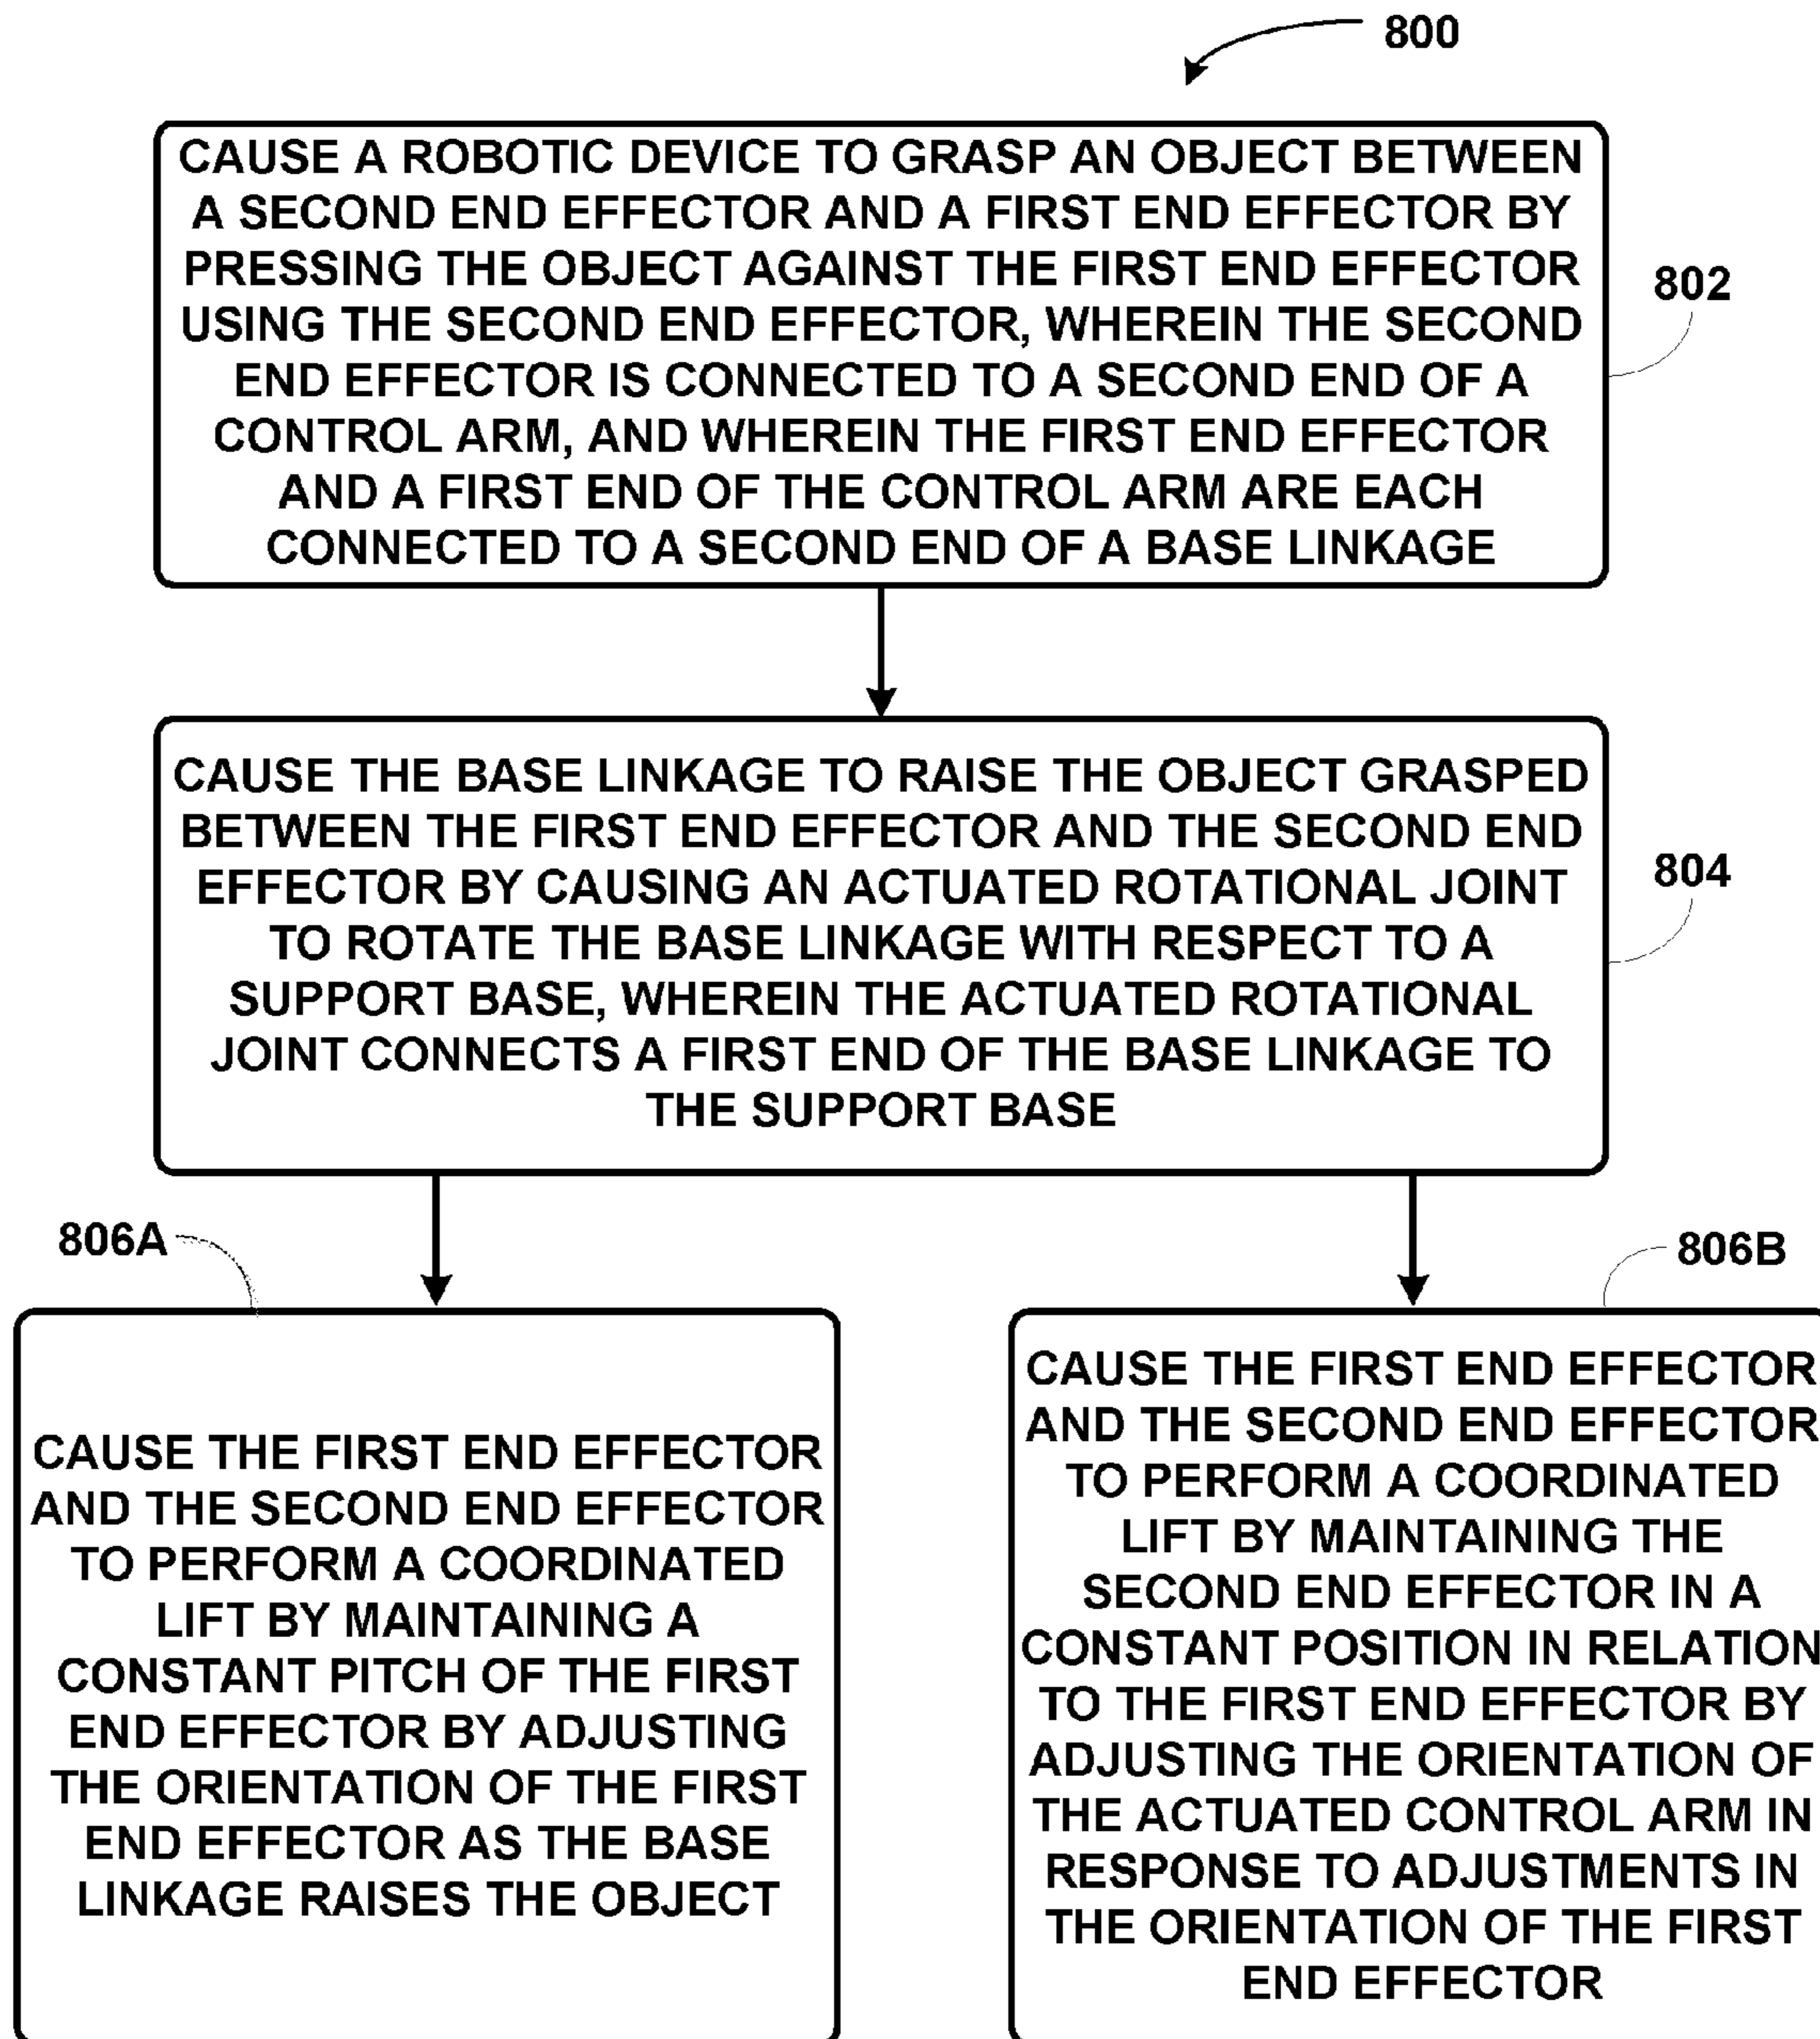 800
CAUSE A ROBOTIC DEVICE TO GRASP AN OBJECT BETWEEN
A SECOND END EFFECTOR AND A FIRST END EFFECTOR BY
PRESSING THE OBJECT AGAINST THE FIRST END EFFECTOR
USING THE SECOND END EFFECTOR, WHEREIN THE SECOND
END EFFECTOR IS CONNECTED TO A SECOND END OF A
CONTROL ARM, AND WHEREIN THE FIRST END EFFECTOR
AND A FIRST END OF THE CONTROL ARM ARE EACH
CONNECTED TO A SECOND END OF A BASE LINKAGE
802
CAUSE THE BASE LINKAGE TO RAISE THE OBJECT GRASPED
BETWEEN THE FIRST END EFFECTOR AND THE SECOND END
EFFECTOR BY CAUSING AN ACTUATED ROTATIONAL JOINT
TO ROTATE THE BASE LINKAGE WITH RESPECT TO A
SUPPORT BASE, WHEREIN THE ACTUATED ROTATIONAL
JOINT CONNECTS A FIRST END OF THE BASE LINKAGE TO
THE SUPPORT BASE
804
806A
CAUSE THE FIRST END EFFECTOR
AND THE SECOND END EFFECTOR
TO PERFORM A COORDINATED
LIFT BY MAINTAINING A
CONSTANT PITCH OF THE FIRST
END EFFECTOR BY ADJUSTING
THE ORIENTATION OF THE FIRST
END EFFECTOR AS THE BASE
LINKAGE RAISES THE OBJECT
806B
CAUSE THE FIRST END EFFECTOR
AND THE SECOND END EFFECTOR
TO PERFORM A COORDINATED
LIFT BY MAINTAINING THE
SECOND END EFFECTOR IN A
CONSTANT POSITION IN RELATION
TO THE FIRST END EFFECTOR BY
ADJUSTING THE ORIENTATION OF
THE ACTUATED CONTROL ARM IN
RESPONSE TO ADJUSTMENTS IN
THE ORIENTATION OF THE FIRST
END EFFECTOR